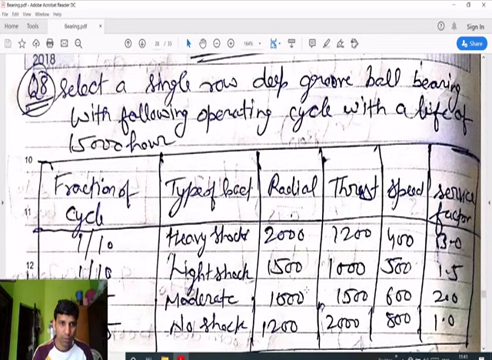 Bearing.pdf - Adobe Acrobat Reader DC
File Edit View Window Help
Home Tools Bearing.pdf
Sign In
Share
2018
Q8 Select a single row deep groove ball bearing
with following operating cycle with a life of
15000 hour
10
Fraction of cycle Type of load Radial Thrust Speed service factor
11
1/10 Heavy shock 2000 1200 400 3.0
12
1/10 Light shock 1500 1000 500 1.5
Moderate 1000 1500 600 2.0
No shock 1200 2000 800 1.0